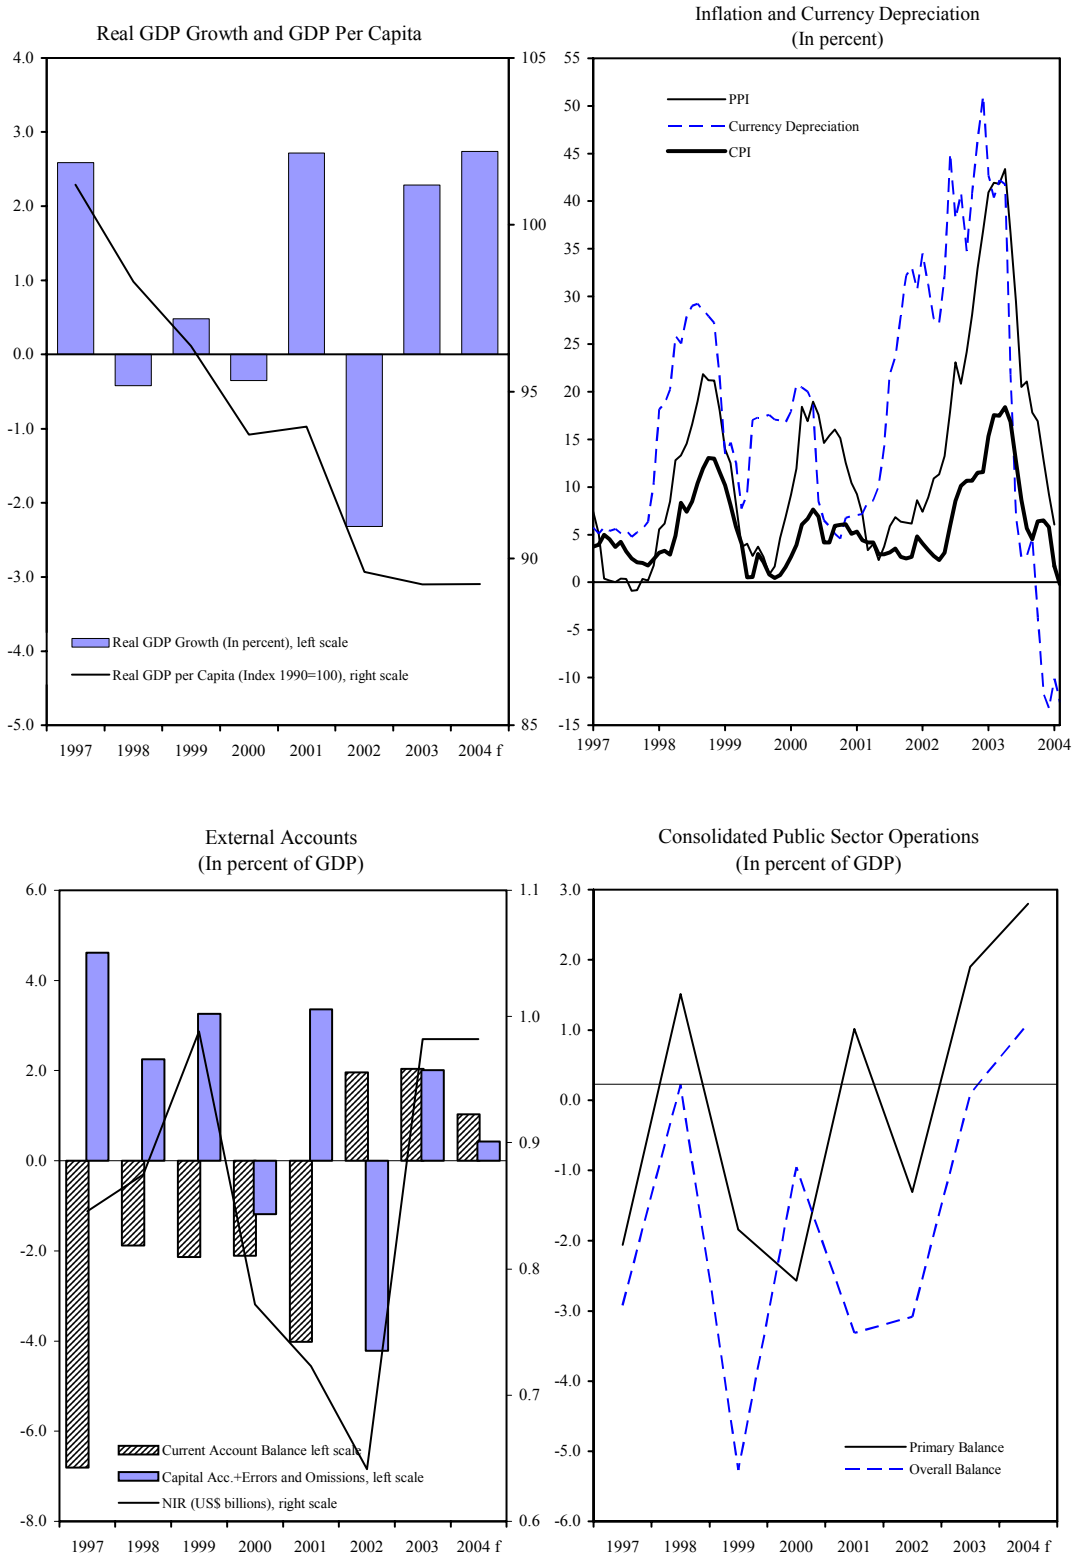 Real GDP Growth and GDP Per Capita
4.0
3.0
2.0
1.0
0.0
-1.0
-2.0
-3.0
-4.0
-5.0
105
100
95
90
85
Real GDP Growth (In percent), left scale
Real GDP per Capita (Index 1990=100), right scale
1997 1998 1999 2000 2001 2002 2003 2004 f
Inflation and Currency Depreciation
(In percent)
55
50
45
40
35
30
25
20
15
10
5
0
-5
-10
-15
PPI
Currency Depreciation
CPI
1997 1998 1999 2000 2001 2002 2003 2004
External Accounts
(In percent of GDP)
6.0
4.0
2.0
0.0
-2.0
-4.0
-6.0
-8.0
1.1
1.0
0.9
0.8
0.7
0.6
Current Account Balance left scale
Capital Acc.+Errors and Omissions, left scale
NIR (US$ billions), right scale
1997 1998 1999 2000 2001 2002 2003 2004 f
Consolidated Public Sector Operations
(In percent of GDP)
3.0
2.0
1.0
0.0
-1.0
-2.0
-3.0
-4.0
-5.0
-6.0
Primary Balance
Overall Balance
1997 1998 1999 2000 2001 2002 2003 2004 f